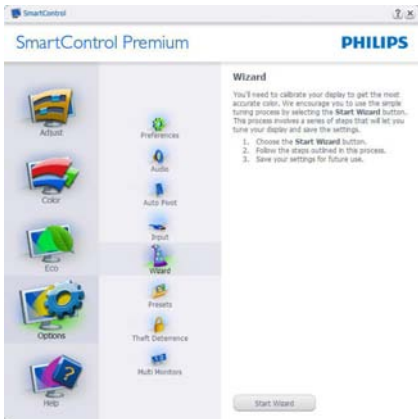 SmartControl
SmartControl Premium
PHILIPS
Adjust
Color
Eco
Options
Help
Preferences
Audio
Auto Pivot
Input
Wizard
Presets
Theft Deterrence
Multi Monitors
Wizard
You'll need to calibrate your display to get the most
accurate color. We encourage you to use the simple
tuning process by selecting the Start Wizard button.
This process involves a series of steps that will let you
tune your display and save the settings.
1. Choose the Start Wizard button.
2. Follow the steps outlined in this process.
3. Save your settings for future use.
Start Wizard